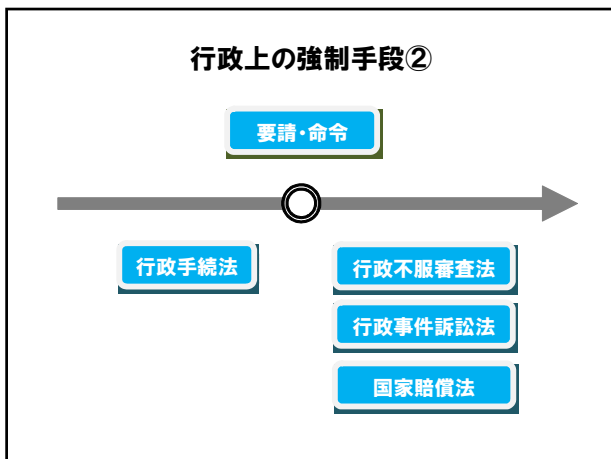 行政上の強制手段②
要請・命令
行政手続法
行政不服審査法
行政事件訴訟法
国家賠償法